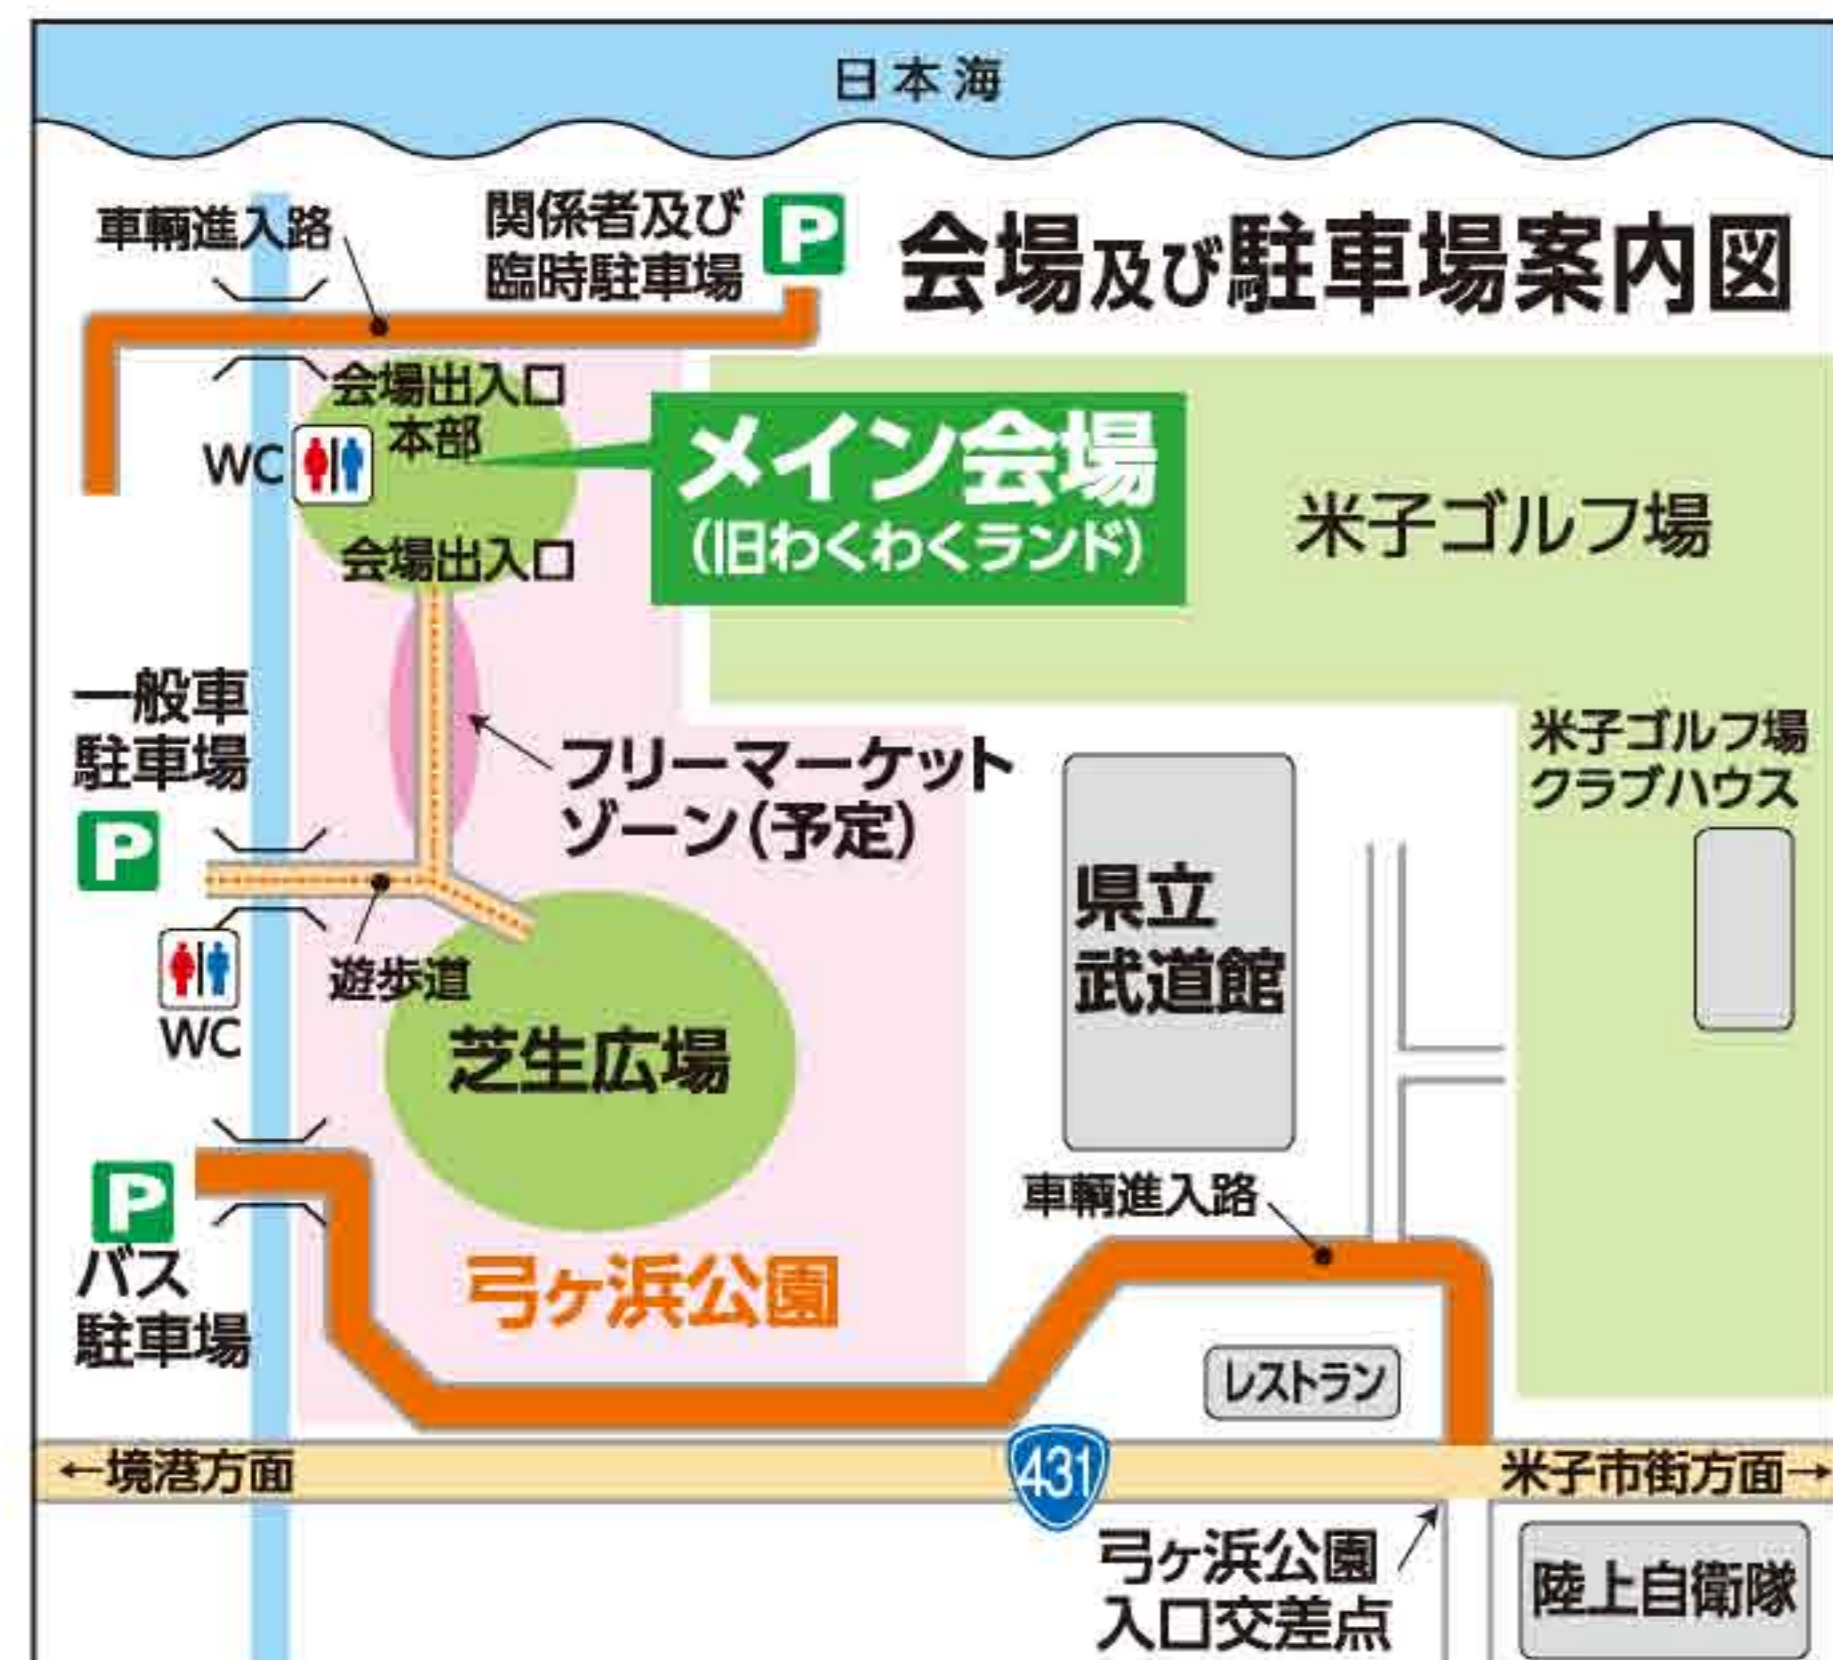 日本海
会場及び駐車場案内図
車輌進入路
関係者及び
臨時駐車場
P
会場出入口
本部
WC
メイン会場
(旧わくわくランド)
会場出入口
米子ゴルフ場
一般車
駐車場
P
フリーマーケット
ゾーン(予定)
米子ゴルフ場
クラブハウス
県立
武道館
遊歩道
WC
芝生広場
P
バス
駐車場
車輌進入路
弓ヶ浜公園
レストラン
←境港方面
431
米子市街方面→
弓ヶ浜公園
入口交差点
陸上自衛隊